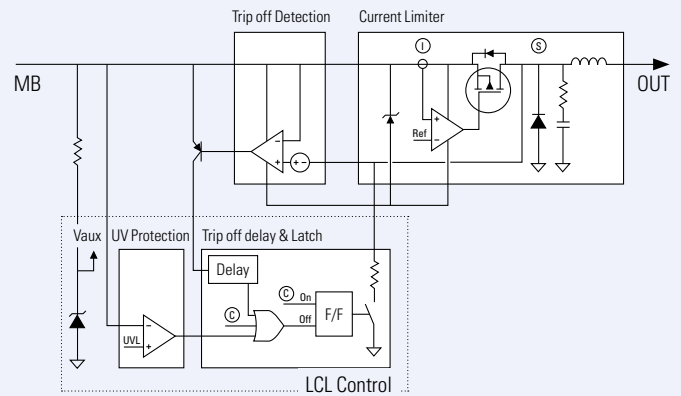 Trip off Detection
Current Limiter
I
S
MB
OUT
+
Ref
−
−
+
+ −
Vaux
UV Protection
Trip off delay & Latch
Delay
C
C
On
F/F
Off
−
UVL
+
LCL Control